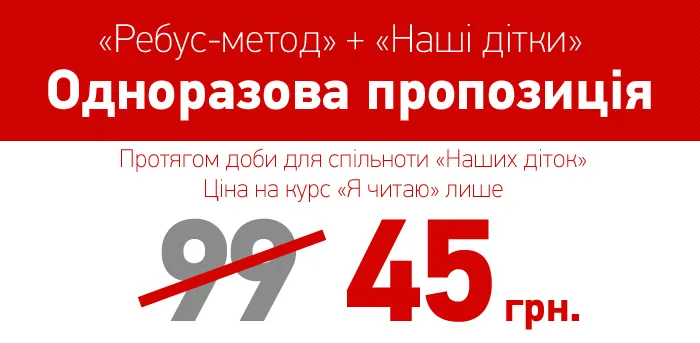 «Ребус-метод» + «Наші дітки»
Одноразова пропозиція
Протягом доби для спільноти «Наших діток»
Ціна на курс «Я читаю» лише
99 45 грн.